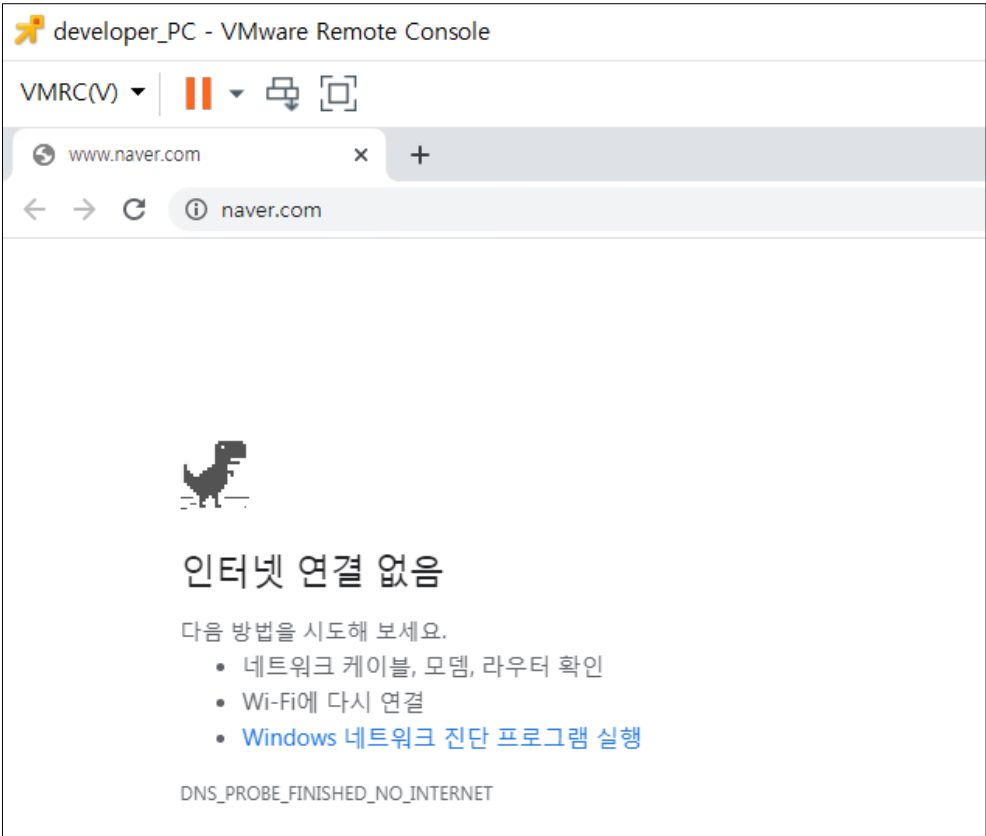 developer_PC - VMware Remote Console
VMRC(V)
www.naver.com
naver.com
인터넷 연결 없음
다음 방법을 시도해 보세요.
네트워크 케이블, 모뎀, 라우터 확인
Wi-Fi에 다시 연결
Windows 네트워크 진단 프로그램 실행
DNS_PROBE_FINISHED_NO_INTERNET